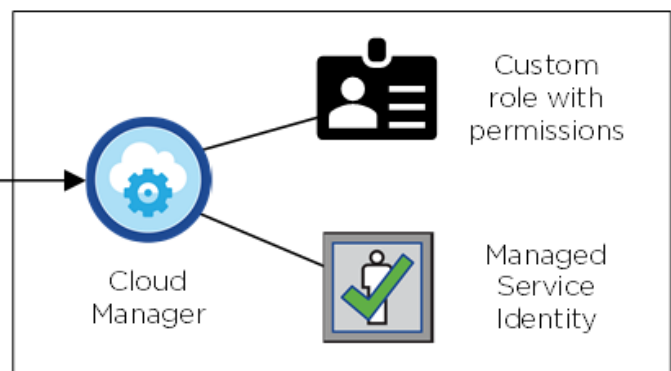 Custom
role with
permissions
Cloud
Manager
Managed
Service
Identity